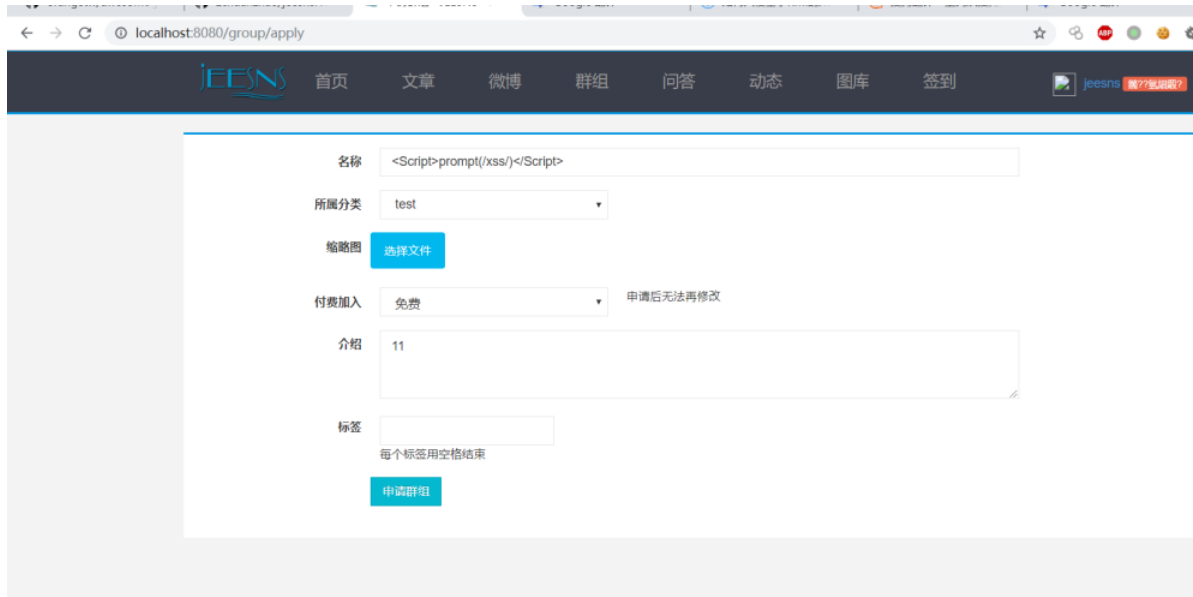 localhost:8080/group/apply
ABP
JEESNS 首页 文章 微博 群组 问答 动态 图库 签到 jeesns
名称 <Script>prompt(/xss/)</Script>
所属分类 test
缩略图 选择文件
付费加入 免费 申请后无法再修改
介绍 11
标签
每个标签用空格结束
申请群组